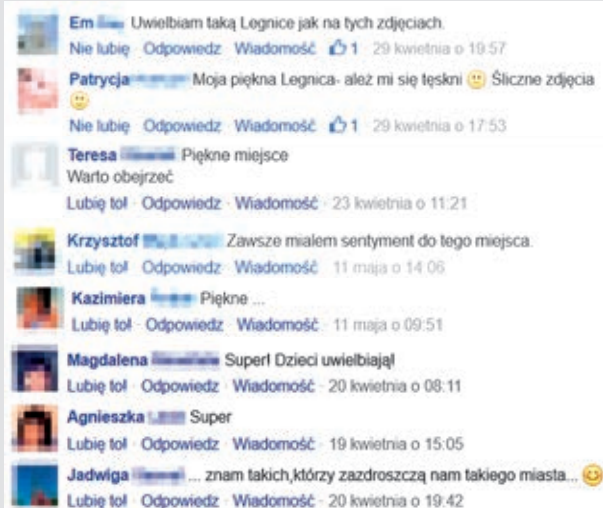 Em Uwielbiam taką Legnice jak na tych zdjęciach.
Nie lubię · Odpowiedz · Wiadomość · 1 · 29 kwietnia o 19:57
Patrycja Moja piękna Legnica- ależ mi się tęskni 🙂 Śliczne zdjęcia
🙂
Nie lubię · Odpowiedz · Wiadomość · 1 · 29 kwietnia o 17:53
Teresa Piękne miejsce
Warto obejrzeć
Lubię to! · Odpowiedz · Wiadomość · 23 kwietnia o 11:21
Krzysztof Zawsze mialem sentyment do tego miejsca.
Lubię to! · Odpowiedz · Wiadomość · 11 maja o 14:06
Kazimiera Piękne ...
Lubię to! · Odpowiedz · Wiadomość · 11 maja o 09:51
Magdalena Super! Dzieci uwielbiają!
Lubię to! · Odpowiedz · Wiadomość · 20 kwietnia o 08:11
Agnieszka Super
Lubię to! · Odpowiedz · Wiadomość · 19 kwietnia o 15:05
Jadwiga ... znam takich,którzy zazdroszczą nam takiego miasta... 😊
Lubię to! · Odpowiedz · Wiadomość · 20 kwietnia o 19:42